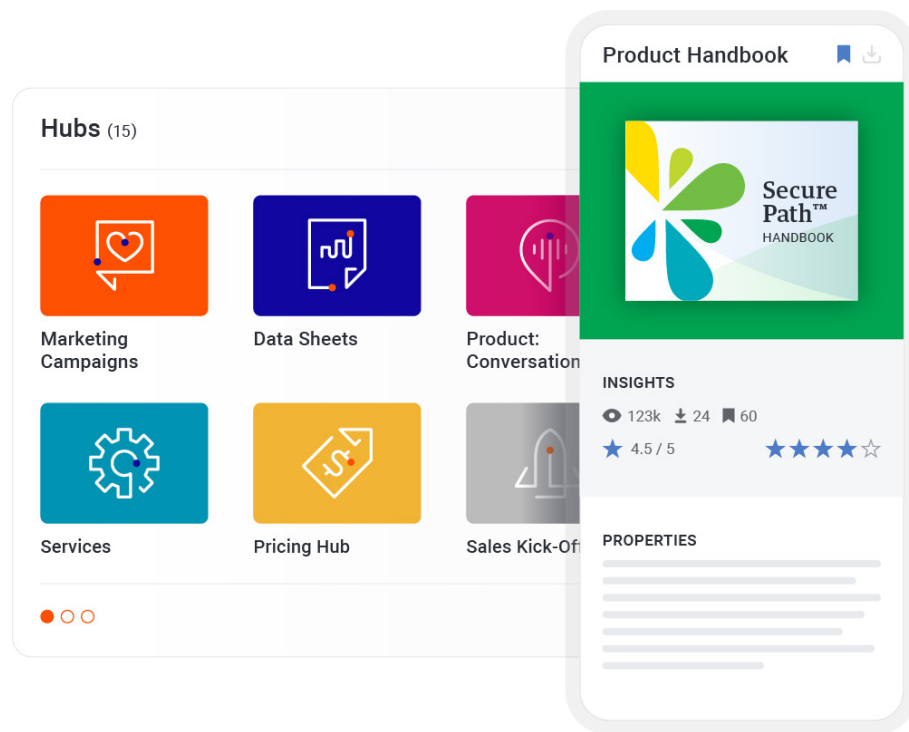 Hubs (15)
Marketing
Campaigns
Data Sheets
Product:
Conversation
Services
Pricing Hub
Sales Kick-Off
Product Handbook
Secure
Path™
HANDBOOK
INSIGHTS
123k 24 60
4.5 / 5
PROPERTIES